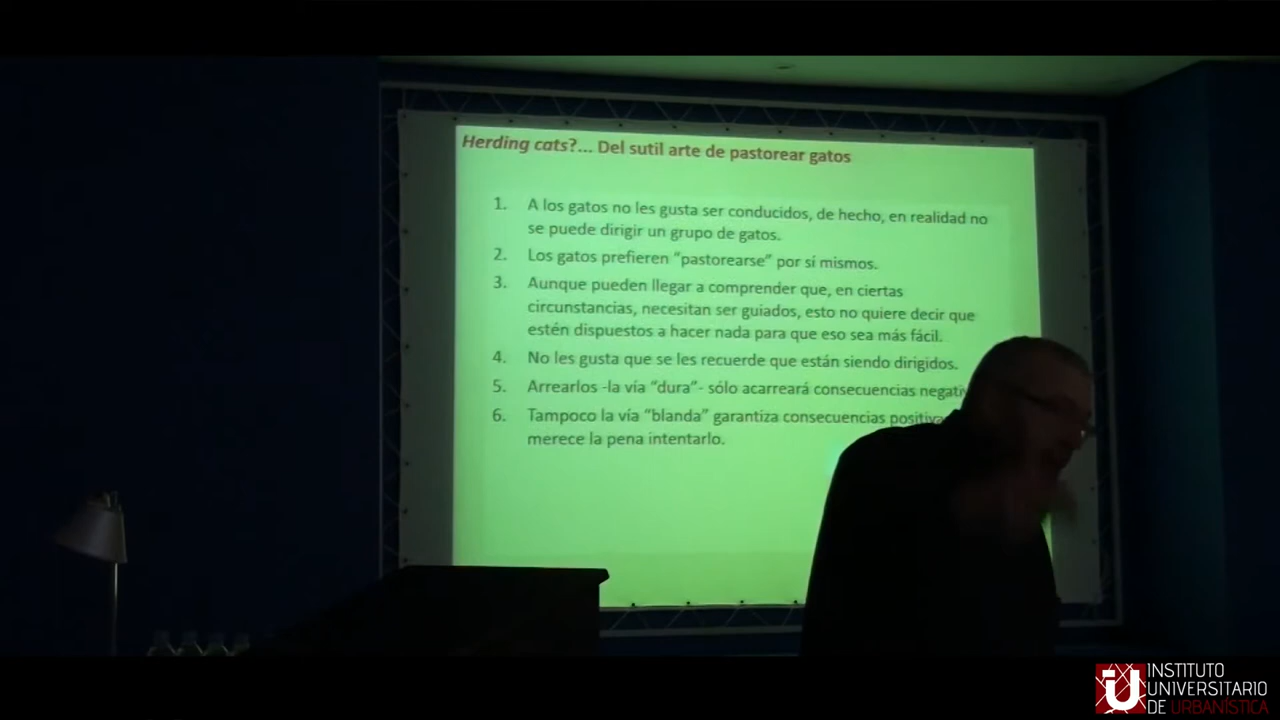 Herding cats?... Del sutil arte de pastorear gatos
1. A los gatos no les gusta ser conducidos, de hecho, en realidad no
se puede dirigir un grupo de gatos.
2. Los gatos prefieren “pastorearse” por sí mismos.
3. Aunque pueden llegar a comprender que, en ciertas
circunstancias, necesitan ser guiados, esto no quiere decir que
estén dispuestos a hacer nada para que eso sea más fácil.
4. No les gusta que se les recuerde que están siendo dirigidos.
5. Arrearlos -la vía “dura”- sólo acarreará consecuencias
6. Tampoco la vía “blanda” garantiza consecuencias
merece la pena intentarlo.
iU INSTITUTO
UNIVERSITARIO
DE URBANÍSTICA